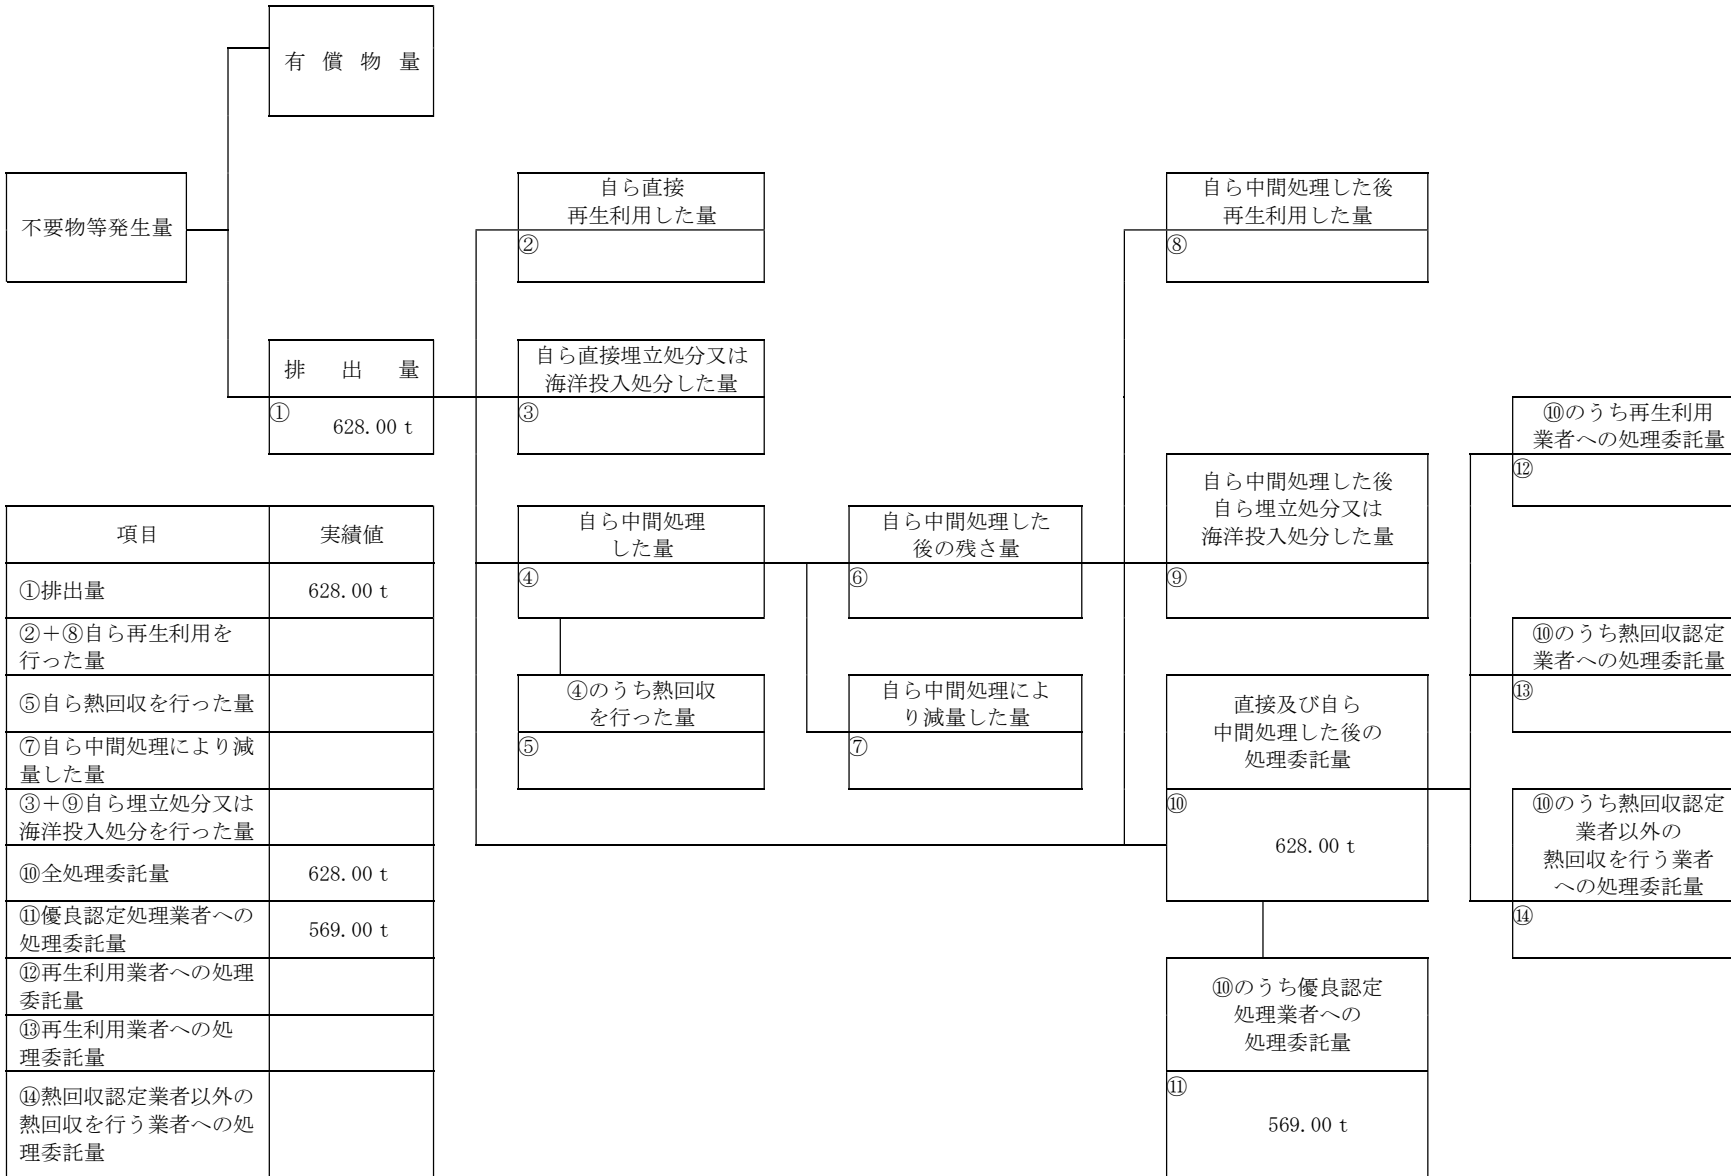 有 償 物 量
不要物等発生量
自ら直接
再生利用した量
②
自ら中間処理した後
再生利用した量
⑧
排 出 量
①
628.00 t
自ら直接埋立処分又は
海洋投入処分した量
③
⑩のうち再生利用
業者への処理委託量
⑫
自ら中間処理
した量
④
自ら中間処理した
後の残さ量
⑥
自ら中間処理した後
自ら埋立処分又は
海洋投入処分した量
⑨
⑩のうち熱回収認定
業者への処理委託量
⑬
④のうち熱回収
を行った量
⑤
自ら中間処理によ
り減量した量
⑦
直接及び自ら
中間処理した後の
処理委託量
⑩
628.00 t
⑩のうち熱回収認定
業者以外の
熱回収を行う業者
への処理委託量
⑭
⑩のうち優良認定
処理業者への
処理委託量
⑪
569.00 t
項目 実績値
①排出量 628.00 t
②+⑧自ら再生利用を
行った量
⑤自ら熱回収を行った量
⑦自ら中間処理により減
量した量
③+⑨自ら埋立処分又は
海洋投入処分を行った量
⑩全処理委託量 628.00 t
⑪優良認定処理業者への
処理委託量 569.00 t
⑫再生利用業者への処理
委託量
⑬再生利用業者への処
理委託量
⑭熱回収認定業者以外の
熱回収を行う業者への処
理委託量